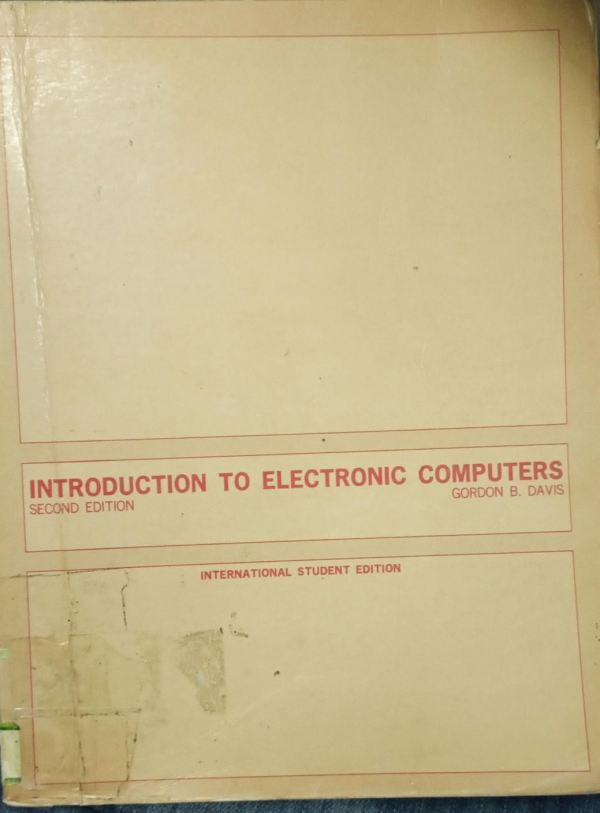 INTRODUCTION TO ELECTRONIC COMPUTERS
SECOND EDITION
GORDON B. DAVIS
INTERNATIONAL STUDENT EDITION